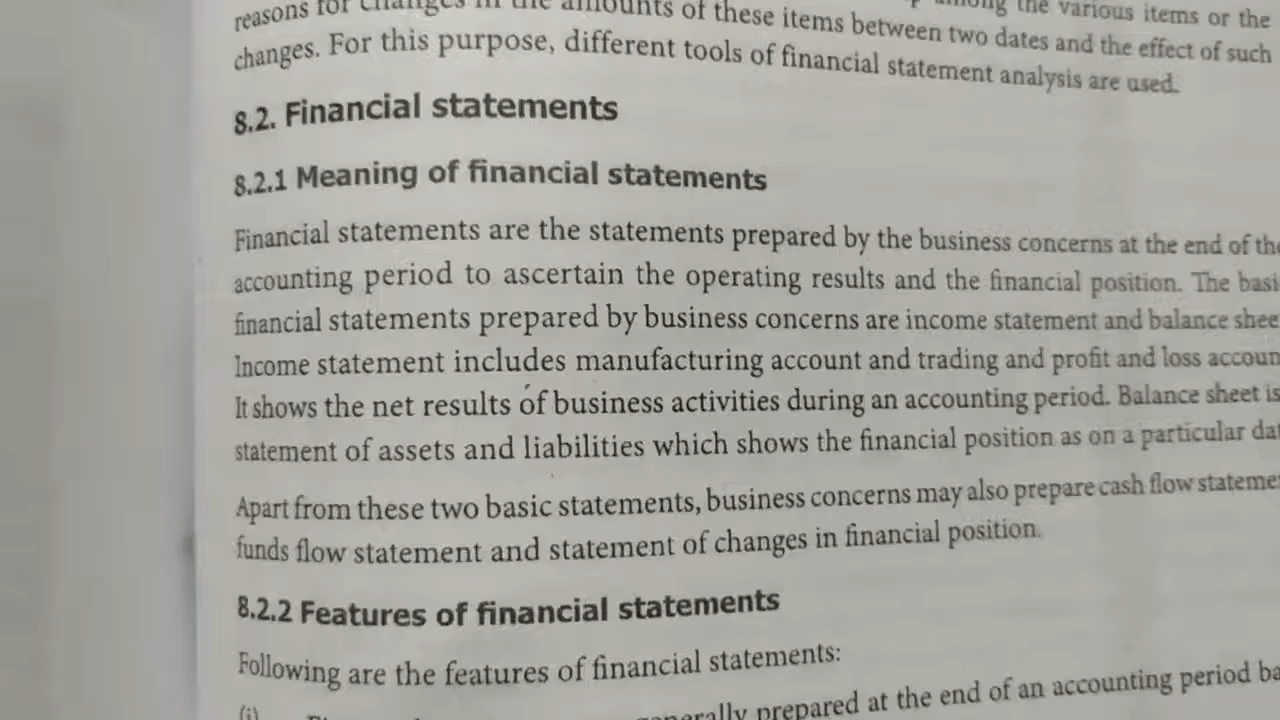 reasons for changes in the amounts of these items between two dates and the effect of such
among the various items or the
changes. For this purpose, different tools of financial statement analysis are used.
8.2. Financial statements
8.2.1 Meaning of financial statements
Financial statements are the statements prepared by the business concerns at the end of the
accounting period to ascertain the operating results and the financial position. The basi
financial statements prepared by business concerns are income statement and balance shee
Income statement includes manufacturing account and trading and profit and loss accoun
It shows the net results of business activities during an accounting period. Balance sheet is
statement of assets and liabilities which shows the financial position as on a particular dat
Apart from these two basic statements, business concerns may also prepare cash flow stateme
funds flow statement and statement of changes in financial position.
8.2.2 Features of financial statements
Following are the features of financial statements:
(i) generally prepared at the end of an accounting period ba